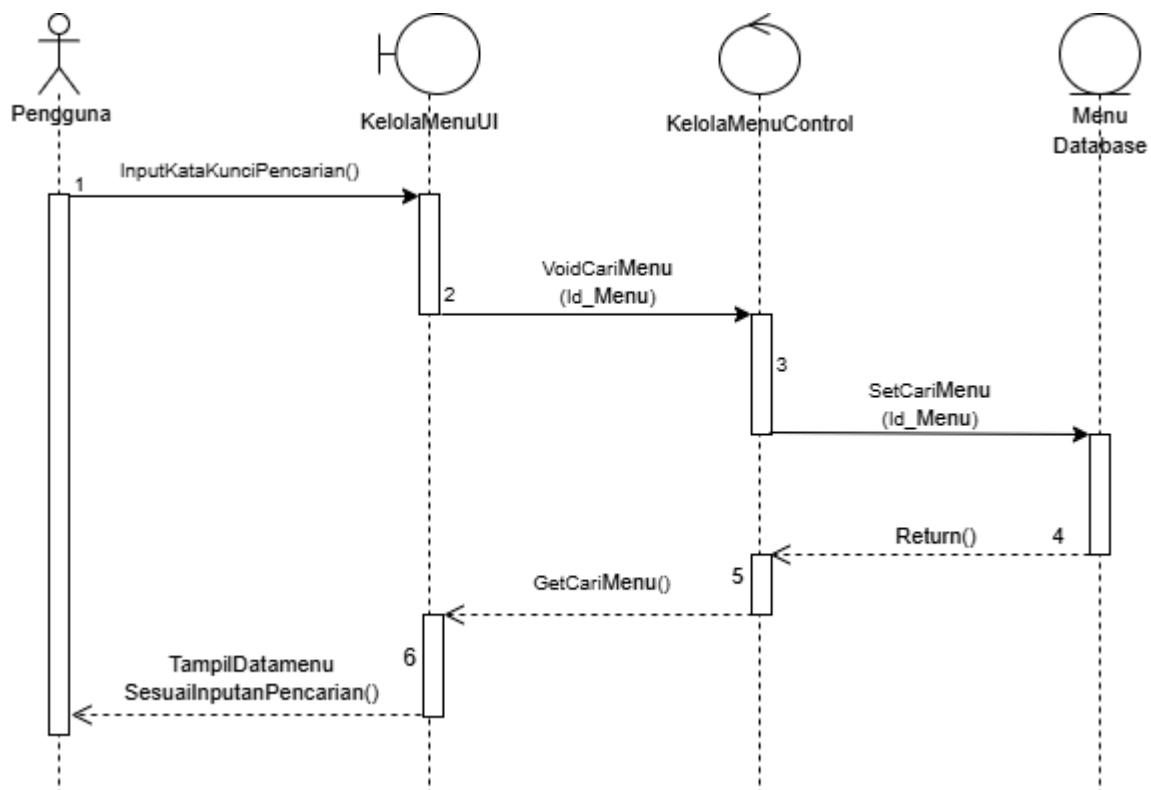 Pengguna
KelolaMenuUI
KelolaMenuControl
Menu
Database
InputKataKunciPencarian()
1
VoidCariMenu
(Id_Menu)
2
3
SetCariMenu
(Id_Menu)
Return()
4
GetCariMenu()
5
TampilDatamenu
SesuaiInputanPencarian()
6